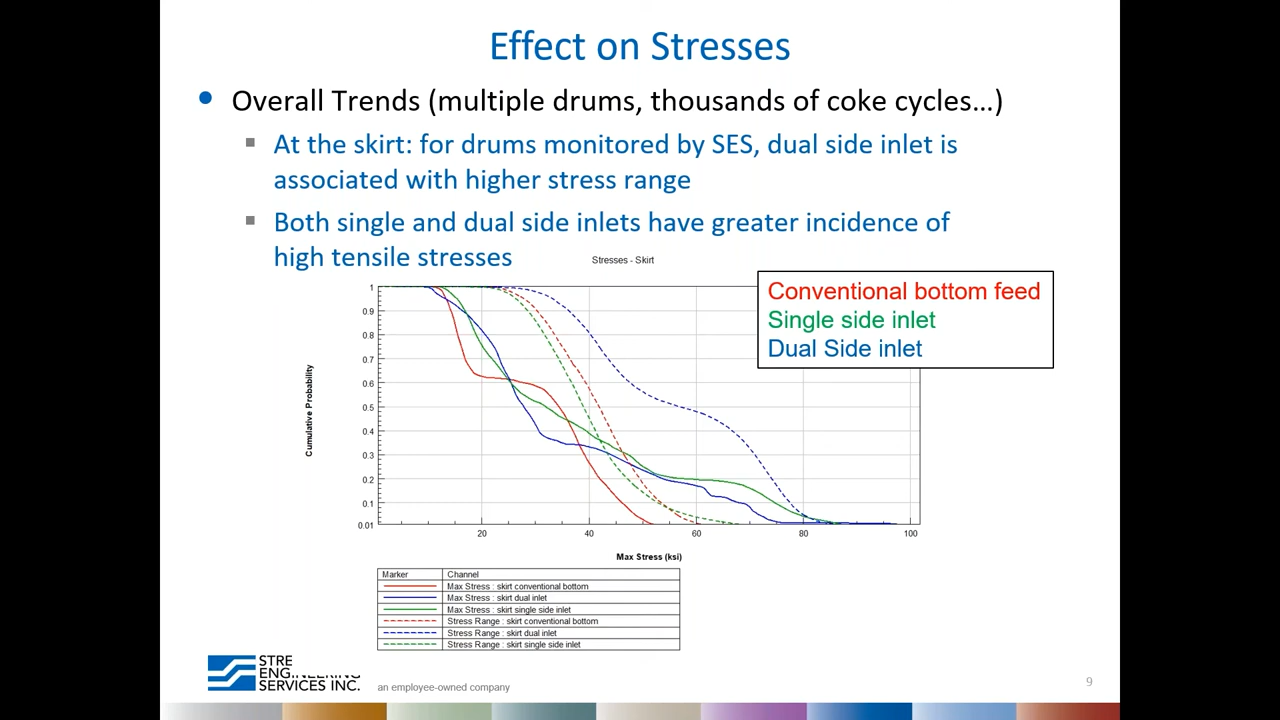 Effect on Stresses
Overall Trends (multiple drums, thousands of coke cycles…)
At the skirt: for drums monitored by SES, dual side inlet is
associated with higher stress range
Both single and dual side inlets have greater incidence of
high tensile stresses
Stresses - Skirt
Conventional bottom feed
Single side inlet
Dual Side inlet
1
0.9
0.8
0.7
0.6
0.5
0.4
0.3
0.2
0.1
0.01
Cumulative Probability
20 40 60 80 100
Max Stress (ksi)
Marker Channel
Max Stress : skirt conventional bottom
Max Stress : skirt dual inlet
Max Stress : skirt single side inlet
Stress Range : skirt conventional bottom
Stress Range : skirt dual inlet
Stress Range : skirt single side inlet
STRE
ENGINEERING
SERVICES INC.
an employee-owned company
9